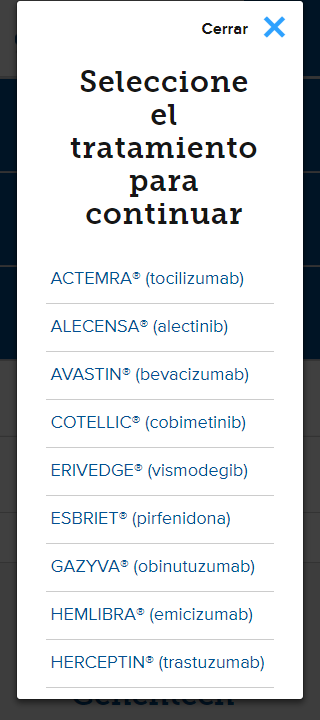 Cerrar
Seleccione
el
tratamiento
para
continuar
ACTEMRA® (tocilizumab)
ALECENSA® (alectinib)
AVASTIN® (bevacizumab)
COTELLIC® (cobimetinib)
ERIVEDGE® (vismodegib)
ESBRIET® (pirfenidona)
GAZYVA® (obinutuzumab)
HEMLIBRA® (emicizumab)
HERCEPTIN® (trastuzumab)